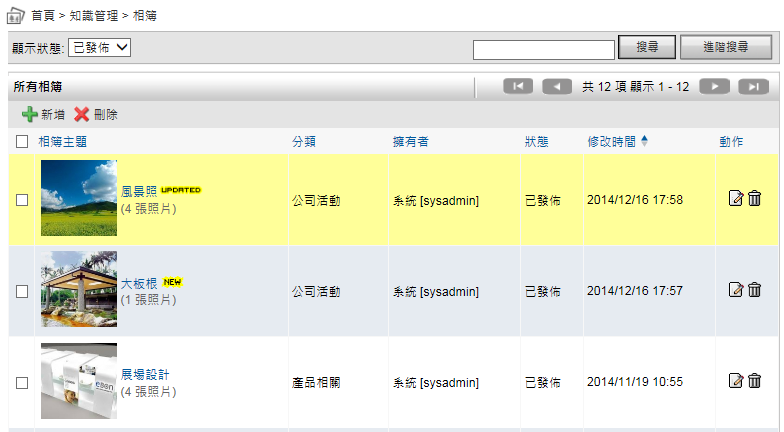 首頁 > 知識管理 > 相簿
顯示狀態: 已發佈 搜尋 進階搜尋
所有相簿 共 12 項 顯示 1 - 12
新增 刪除
相簿主題 分類 擁有者 狀態 修改時間 動作
風景照 UPDATED
(4 張照片) 公司活動 系統 [sysadmin] 已發佈 2014/12/16 17:58
大板根 NEW
(1 張照片) 公司活動 系統 [sysadmin] 已發佈 2014/12/16 17:57
展場設計
(4 張照片) 產品相關 系統 [sysadmin] 已發佈 2014/11/19 10:55